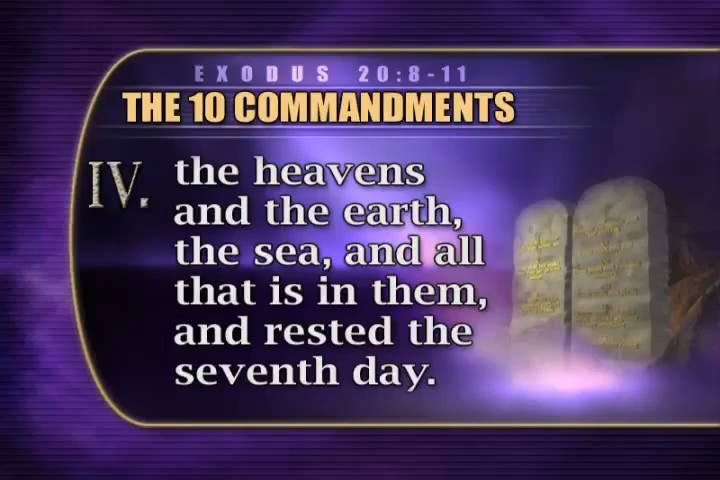 EXODUS 20:8-11
THE 10 COMMANDMENTS
IV.
the heavens
and the earth,
the sea, and all
that is in them,
and rested the
seventh day.